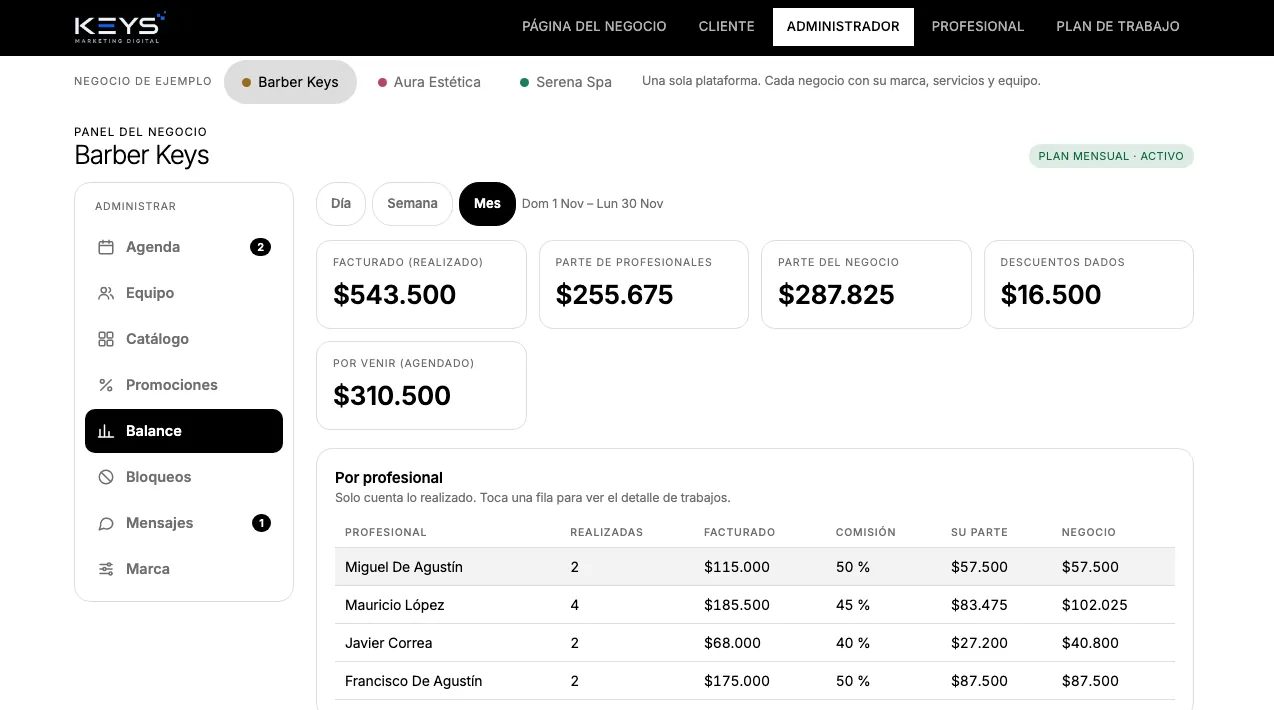 KEYS
MARKETING DIGITAL
PÁGINA DEL NEGOCIO CLIENTE ADMINISTRADOR PROFESIONAL PLAN DE TRABAJO
NEGOCIO DE EJEMPLO Barber Keys Aura Estética Serena Spa Una sola plataforma. Cada negocio con su marca, servicios y equipo.
PANEL DEL NEGOCIO
Barber Keys
PLAN MENSUAL · ACTIVO
ADMINISTRAR
Agenda 2
Equipo
Catálogo
Promociones
Balance
Bloqueos
Mensajes 1
Marca
Día Semana Mes Dom 1 Nov – Lun 30 Nov
FACTURADO (REALIZADO)
$543.500
PARTE DE PROFESIONALES
$255.675
PARTE DEL NEGOCIO
$287.825
DESCUENTOS DADOS
$16.500
POR VENIR (AGENDADO)
$310.500
Por profesional
Solo cuenta lo realizado. Toca una fila para ver el detalle de trabajos.
PROFESIONAL REALIZADAS FACTURADO COMISIÓN SU PARTE NEGOCIO
Miguel De Agustín 2 $115.000 50 % $57.500 $57.500
Mauricio López 4 $185.500 45 % $83.475 $102.025
Javier Correa 2 $68.000 40 % $27.200 $40.800
Francisco De Agustín 2 $175.000 50 % $87.500 $87.500